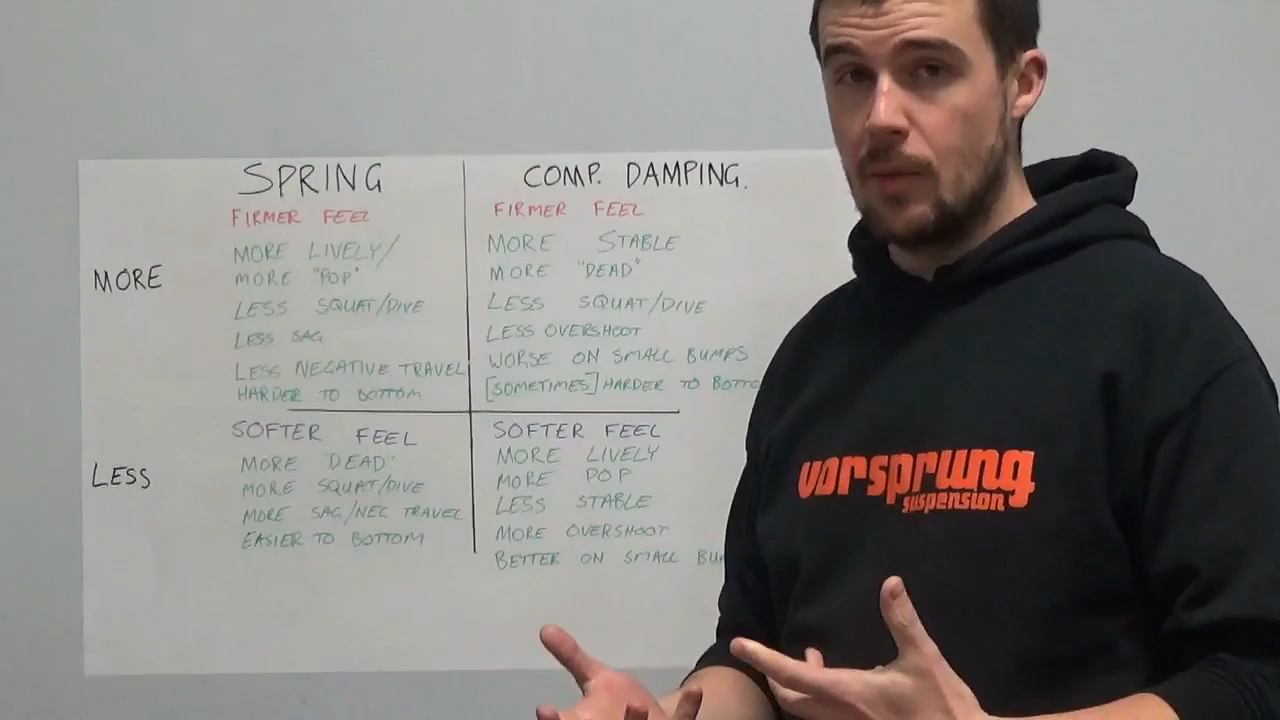 SPRING
COMP. DAMPING.
MORE
FIRMER FEEL
MORE LIVELY/
MORE "POP"
LESS SQUAT/DIVE
LESS SAG
LESS NEGATIVE TRAVEL
HARDER TO BOTTOM
FIRMER FEEL
MORE STABLE
MORE "DEAD"
LESS SQUAT/DIVE
LESS OVERSHOOT
WORSE ON SMALL BUMPS
[SOMETIMES] HARDER TO BOTTO
LESS
SOFTER FEEL
MORE "DEAD"
MORE SQUAT/DIVE
MORE SAG/NEG TRAVEL
EASIER TO BOTTOM
SOFTER FEEL
MORE LIVELY
MORE POP
LESS STABLE
MORE OVERSHOOT
BETTER ON SMALL BU
vorsprung
suspension